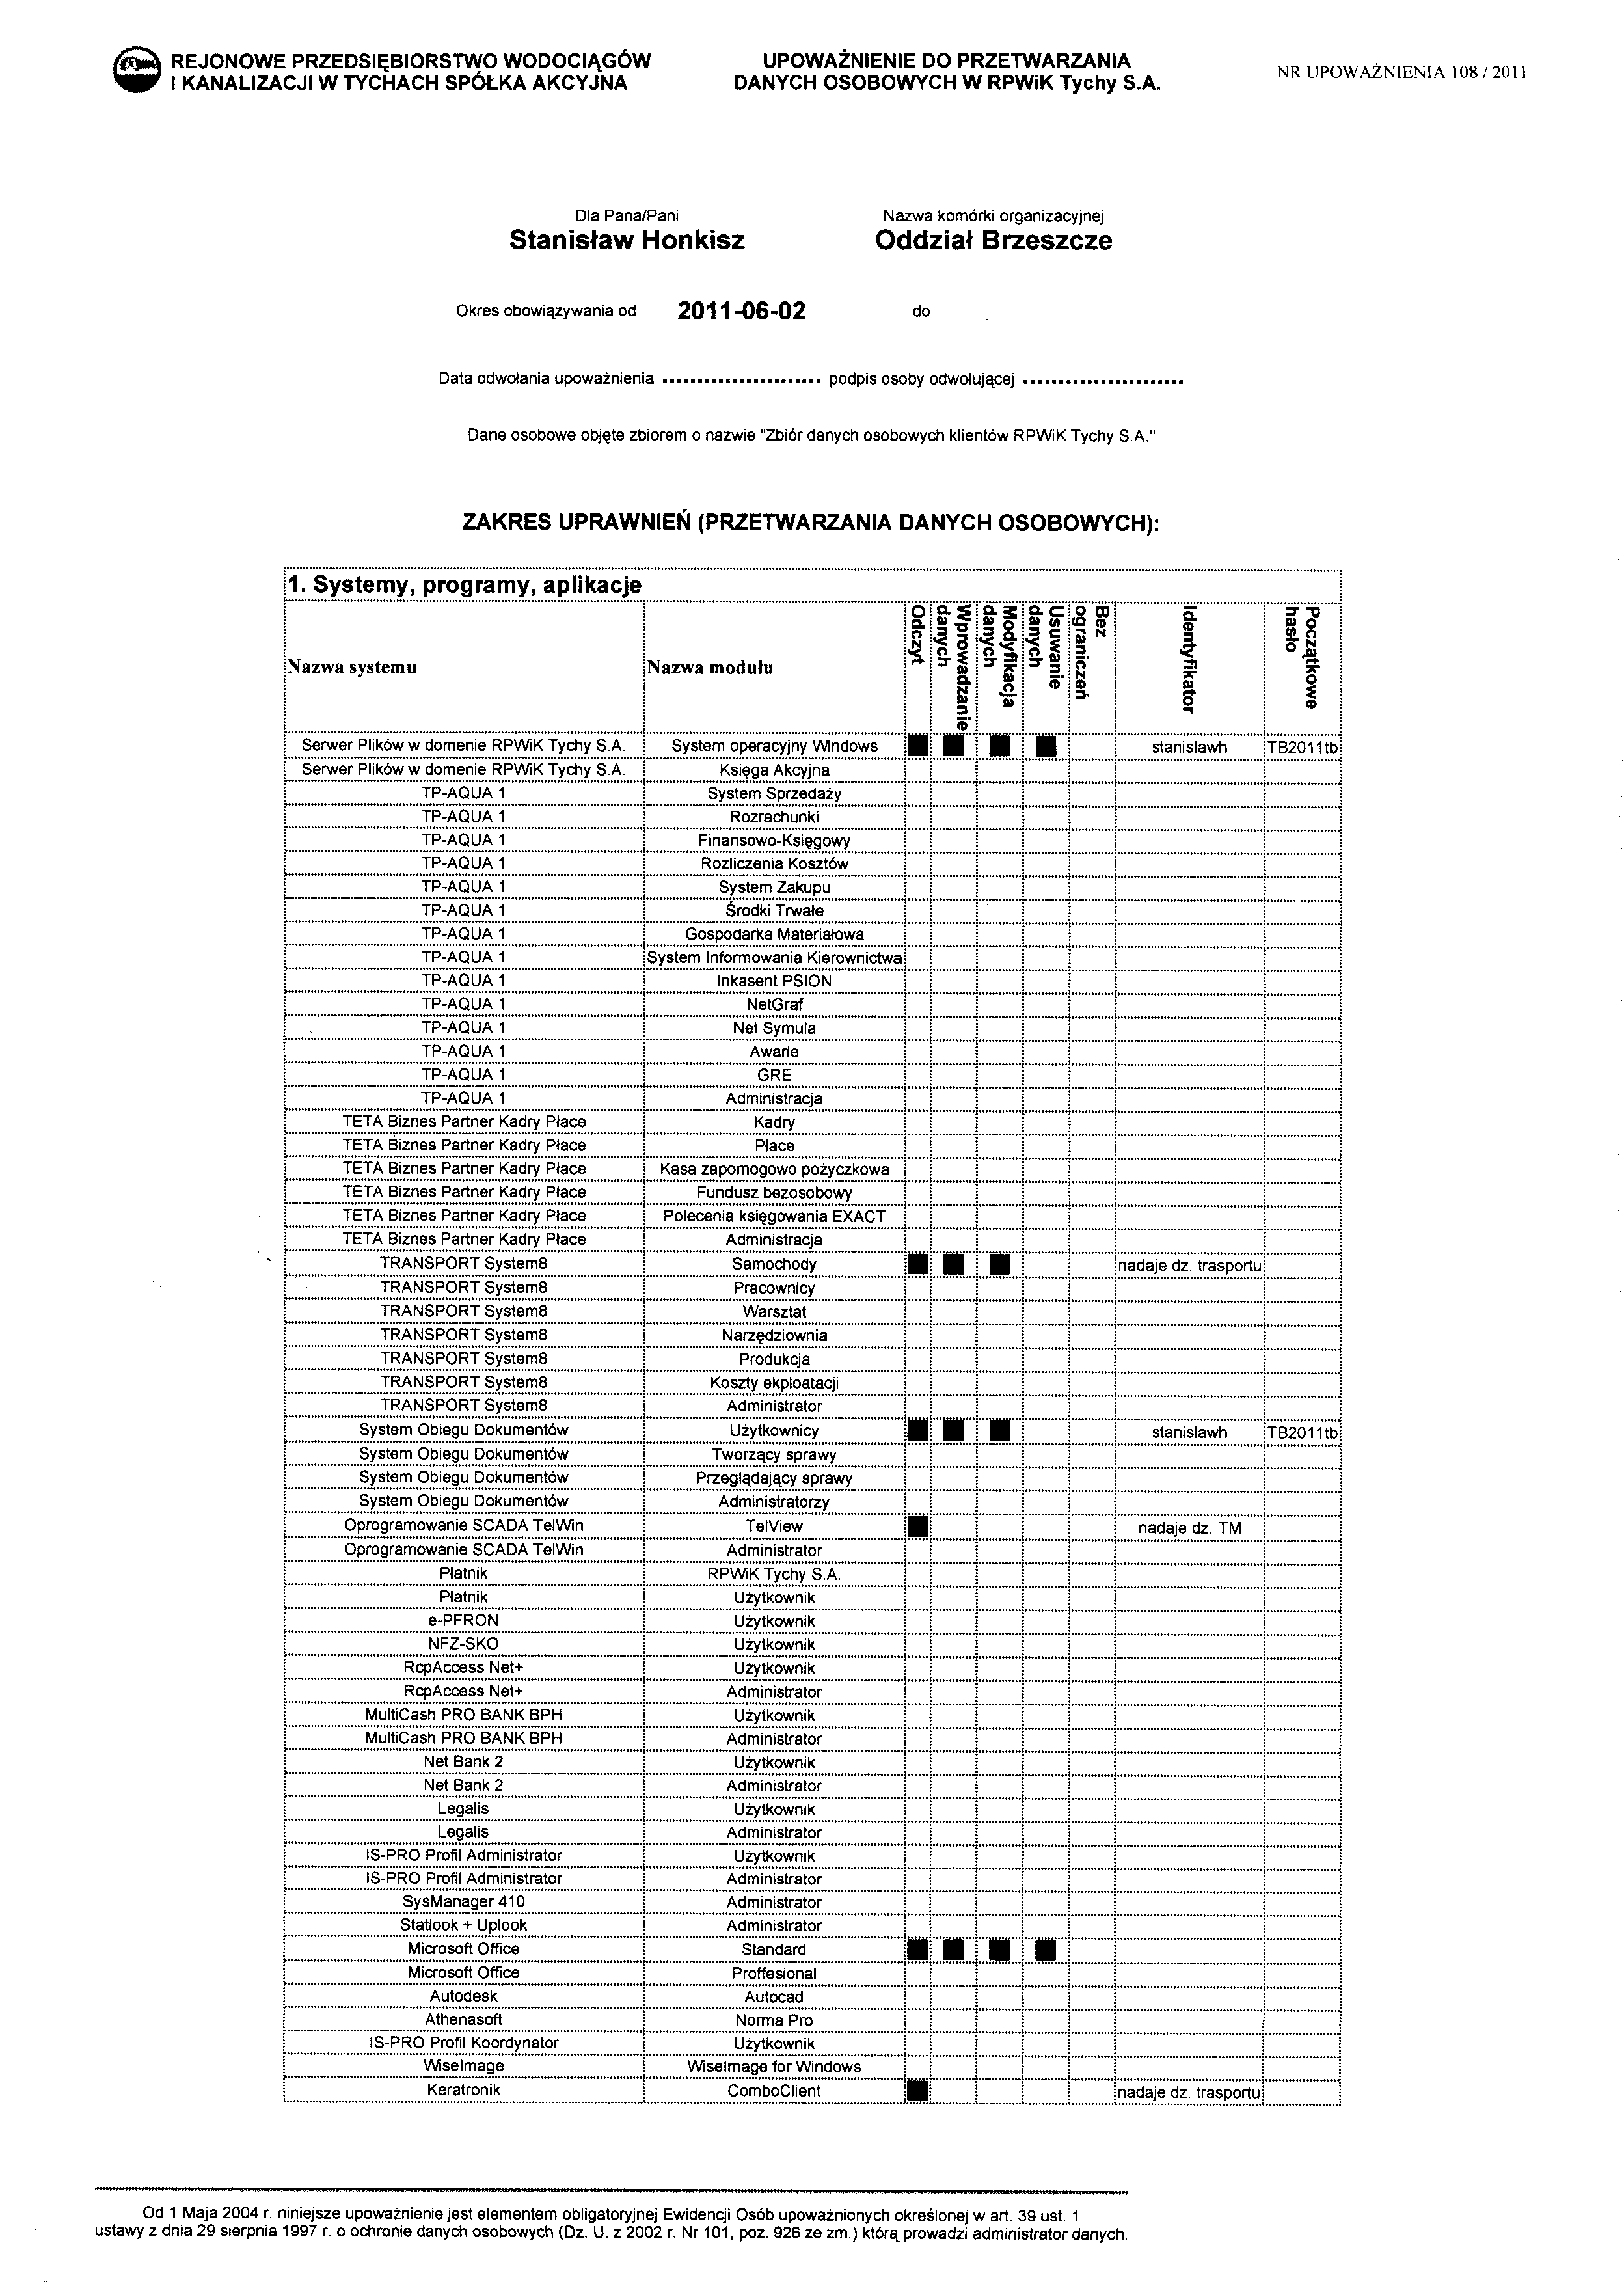 REJONOWE PRZEDSIĘBIORSTWO WODOCIĄGÓW
I KANALIZACJI W TYCHACH SPÓŁKA AKCYJNA
UPOWAŻNIENIE DO PRZETWARZANIA
DANYCH OSOBOWYCH W RPWiK Tychy S.A.
NR UPOWAŻNIENIA 108 / 2011
Dla Pana/Pani
Stanisław Honkisz
Nazwa komórki organizacyjnej
Oddział Brzeszcze
Okres obowiązywania od 2011-06-02 do
Data odwołania upoważnienia ....................... podpis osoby odwołującej .......................
Dane osobowe objęte zbiorem o nazwie "Zbiór danych osobowych klientów RPWiK Tychy S.A."
ZAKRES UPRAWNIEŃ (PRZETWARZANIA DANYCH OSOBOWYCH):
1. Systemy, programy, aplikacje
Nazwa systemu Nazwa modułu Odczyt Wprowadzanie danych Modyfikacja danych Usuwanie danych Bez ograniczeń Identyfikator Początkowe hasło
Serwer Plików w domenie RPWiK Tychy S.A. System operacyjny Windows ■ ■ ■ ■ stanislawh TB2011tb
Serwer Plików w domenie RPWiK Tychy S.A. Księga Akcyjna
TP-AQUA 1 System Sprzedaży
TP-AQUA 1 Rozrachunki
TP-AQUA 1 Finansowo-Księgowy
TP-AQUA 1 Rozliczenia Kosztów
TP-AQUA 1 System Zakupu
TP-AQUA 1 Środki Trwałe
TP-AQUA 1 Gospodarka Materiałowa
TP-AQUA 1 System Informowania Kierownictwa
TP-AQUA 1 Inkasent PSION
TP-AQUA 1 NetGraf
TP-AQUA 1 Net Symula
TP-AQUA 1 Awarie
TP-AQUA 1 GRE
TP-AQUA 1 Administracja
TETA Biznes Partner Kadry Płace Kadry
TETA Biznes Partner Kadry Płace Płace
TETA Biznes Partner Kadry Płace Kasa zapomogowo pożyczkowa
TETA Biznes Partner Kadry Płace Fundusz bezosobowy
TETA Biznes Partner Kadry Płace Polecenia księgowania EXACT
TETA Biznes Partner Kadry Płace Administracja
TRANSPORT System8 Samochody ■ ■ ■ nadaje dz. trasportu
TRANSPORT System8 Pracownicy
TRANSPORT System8 Warsztat
TRANSPORT System8 Narzędziownia
TRANSPORT System8 Produkcja
TRANSPORT System8 Koszty ekploatacji
TRANSPORT System8 Administrator
System Obiegu Dokumentów Użytkownicy ■ ■ ■ stanislawh TB2011tb
System Obiegu Dokumentów Tworzący sprawy
System Obiegu Dokumentów Przeglądający sprawy
System Obiegu Dokumentów Administratorzy
Oprogramowanie SCADA TelWin TelView ■ nadaje dz. TM
Oprogramowanie SCADA TelWin Administrator
Płatnik RPWiK Tychy S.A.
Płatnik Użytkownik
e-PFRON Użytkownik
NFZ-SKO Użytkownik
RcpAccess Net+ Użytkownik
RcpAccess Net+ Administrator
MultiCash PRO BANK BPH Użytkownik
MultiCash PRO BANK BPH Administrator
Net Bank 2 Użytkownik
Net Bank 2 Administrator
Legalis Użytkownik
Legalis Administrator
IS-PRO Profil Administrator Użytkownik
IS-PRO Profil Administrator Administrator
SysManager 410 Administrator
Statlook + Uplook Administrator
Microsoft Office Standard ■ ■ ■ ■
Microsoft Office Proffesional
Autodesk Autocad
Athenasoft Norma Pro
IS-PRO Profil Koordynator Użytkownik
WiseImage WiseImage for Windows
Keratronik ComboClient ■ nadaje dz. trasportu
Od 1 Maja 2004 r. niniejsze upoważnienie jest elementem obligatoryjnej Ewidencji Osób upoważnionych określonej w art. 39 ust. 1
ustawy z dnia 29 sierpnia 1997 r. o ochronie danych osobowych (Dz. U. z 2002 r. Nr 101, poz. 926 ze zm.) którą prowadzi administrator danych.